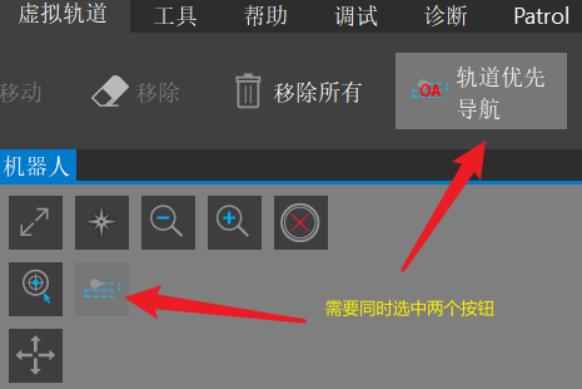 虚拟轨道 工具 帮助 调试 诊断 Patrol
移动 移除 移除所有 OA 轨道优先
导航
机器人
需要同时选中两个按钮